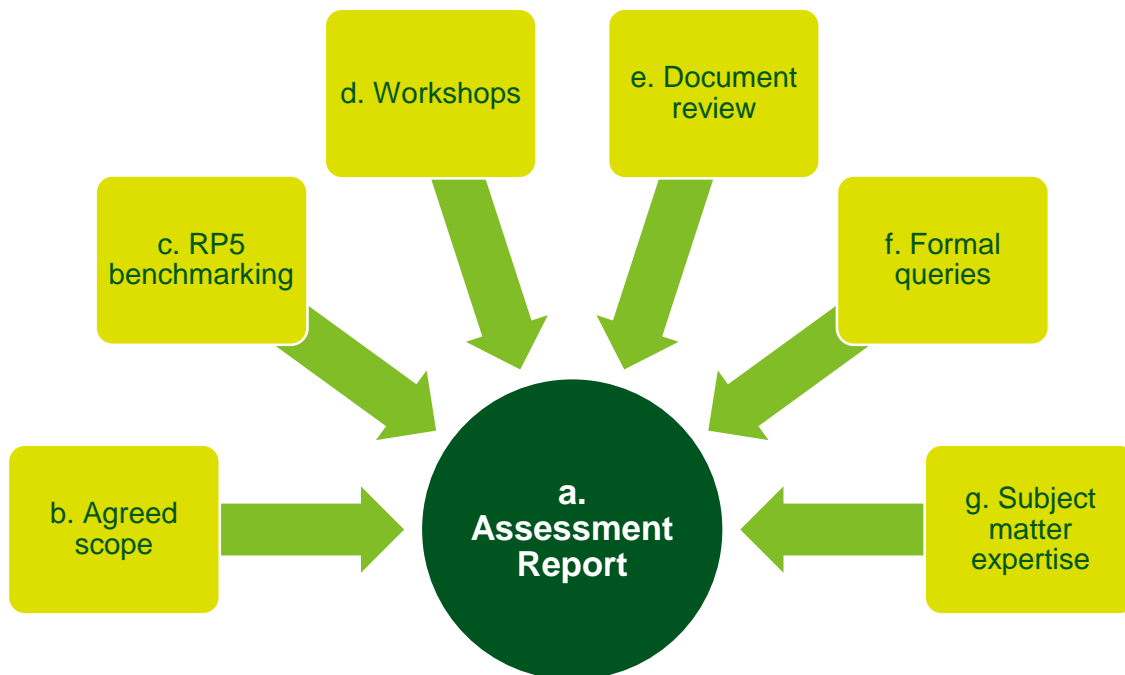 d. Workshops
e. Document
review
c. RP5
benchmarking
f. Formal
queries
b. Agreed
scope
a.
Assessment
Report
g. Subject
matter
expertise